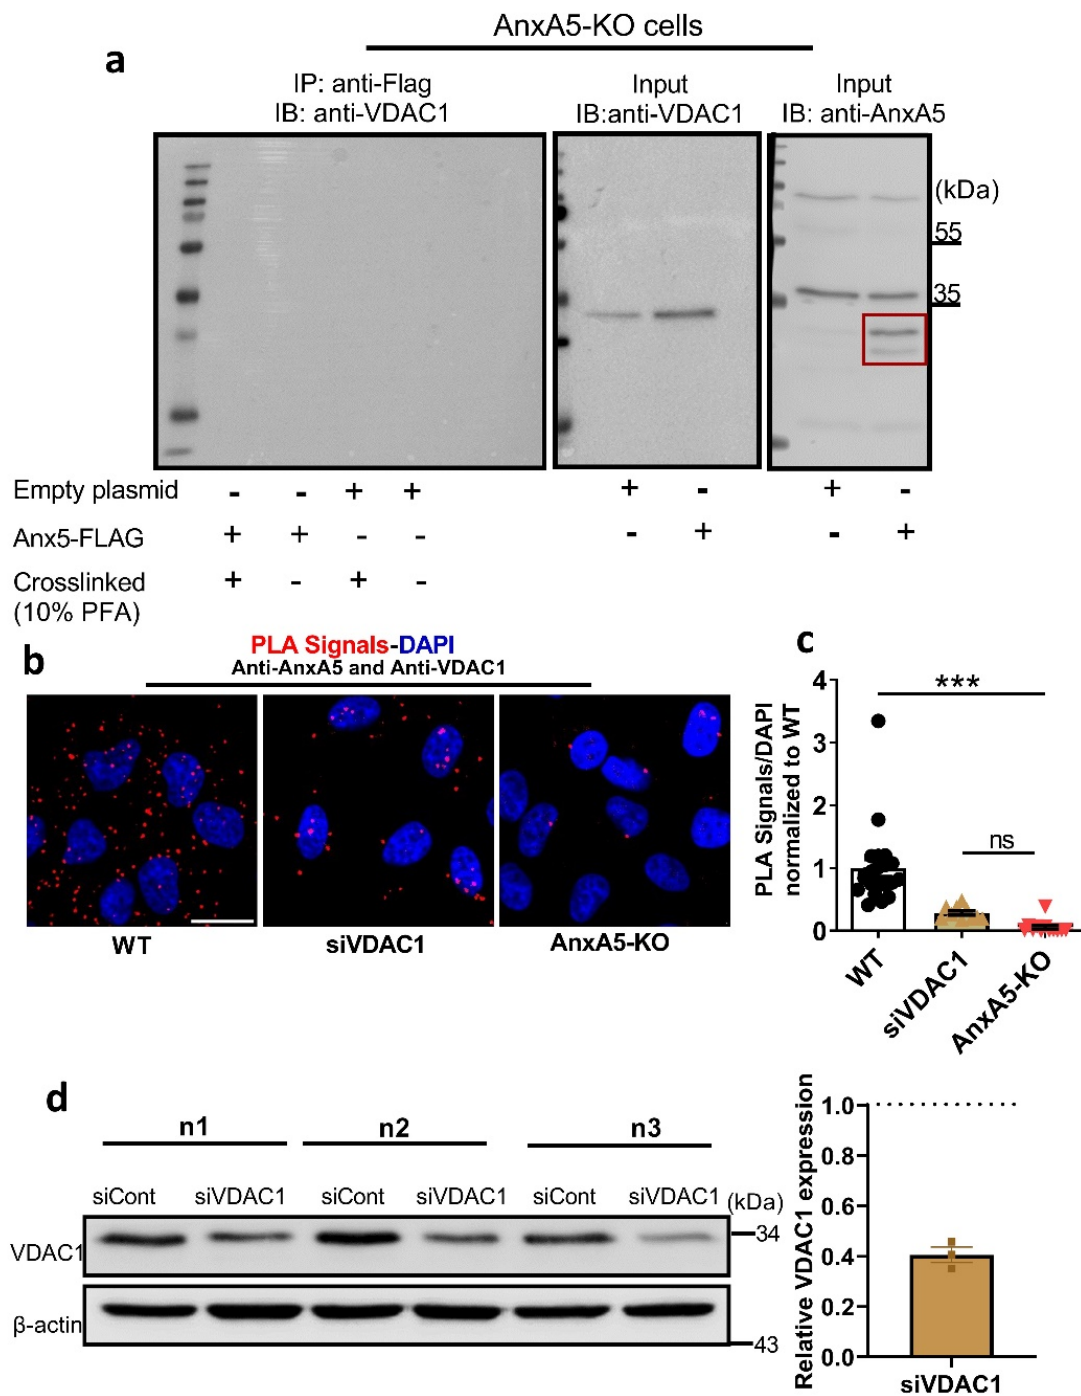 AnxA5-KO cells
a
IP: anti-Flag
IB: anti-VDAC1
Input
IB:anti-VDAC1
Input
IB: anti-AnxA5
(kDa)
55
35
Empty plasmid - - + + + - + -
Anx5-FLAG + + - - - + - +
Crosslinked + - + -
(10% PFA)
b
PLA Signals-DAPI
Anti-AnxA5 and Anti-VDAC1
WT
siVDAC1
AnxA5-KO
c
PLA Signals/DAPI
normalized to WT
4
3
2
1
0
***
ns
WT
siVDAC1
AnxA5-KO
d
n1
n2
n3
siCont siVDAC1 siCont siVDAC1 siCont siVDAC1 (kDa)
VDAC1
34
β-actin
43
Relative VDAC1 expression
1.0
0.8
0.6
0.4
0.2
0.0
siVDAC1